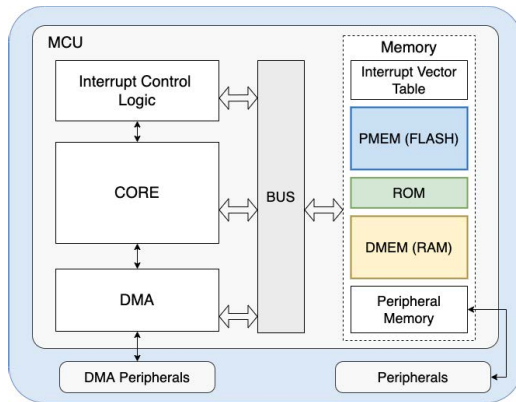 MCU
Memory
Interrupt Control
Logic
Interrupt Vector
Table
PMEM (FLASH)
CORE
BUS
ROM
DMEM (RAM)
DMA
Peripheral
Memory
DMA Peripherals
Peripherals